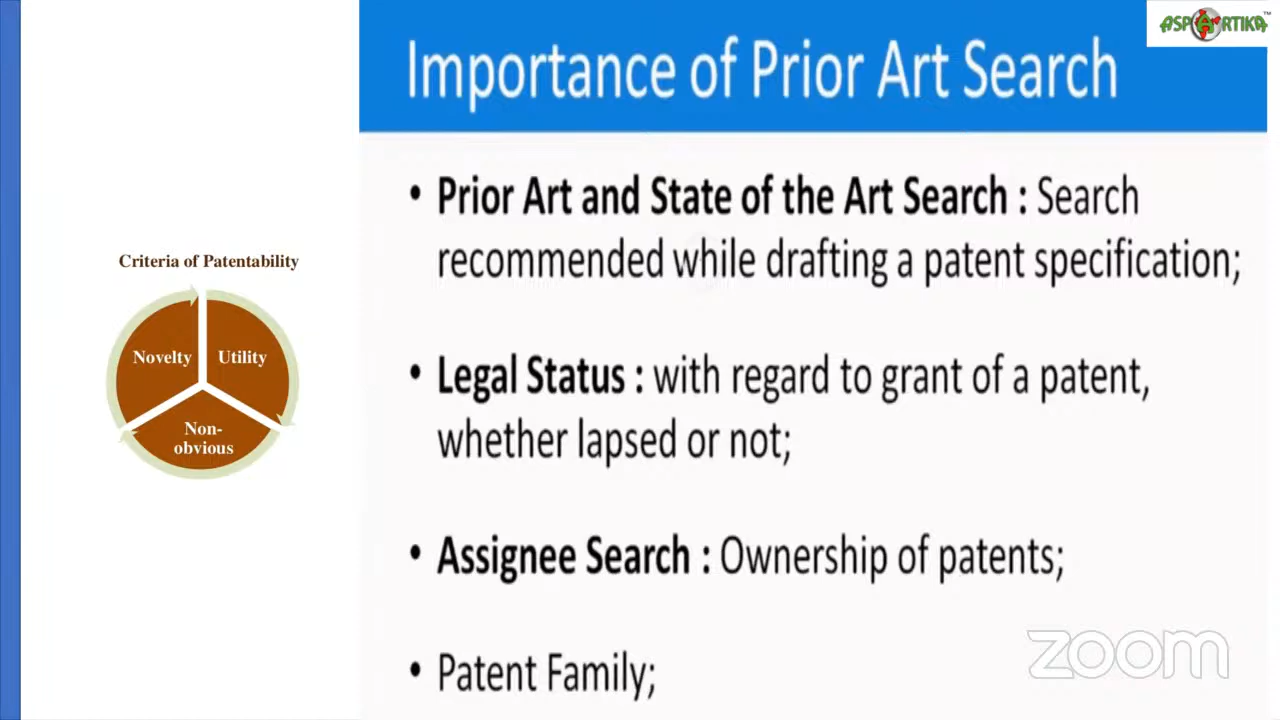 ASPARTIKA™
Importance of Prior Art Search
• Prior Art and State of the Art Search : Search
recommended while drafting a patent specification;
• Legal Status : with regard to grant of a patent,
whether lapsed or not;
• Assignee Search : Ownership of patents;
• Patent Family;
Criteria of Patentability
Novelty
Utility
Non-
obvious
zoom